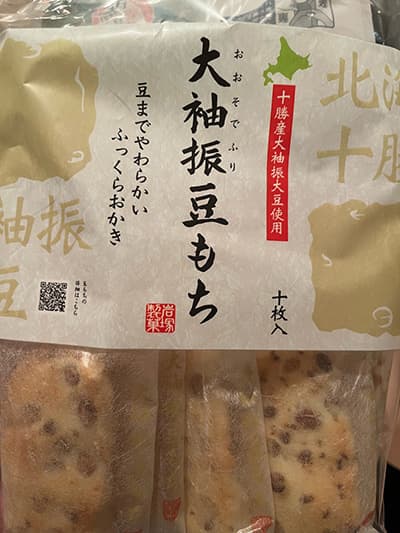 北海
十勝
十勝産大袖振大豆使用
十枚入
おおそでふり
大袖振豆もち
豆までやわらかい
ふっくらおかき
岩塚
製菓
袖振
豆